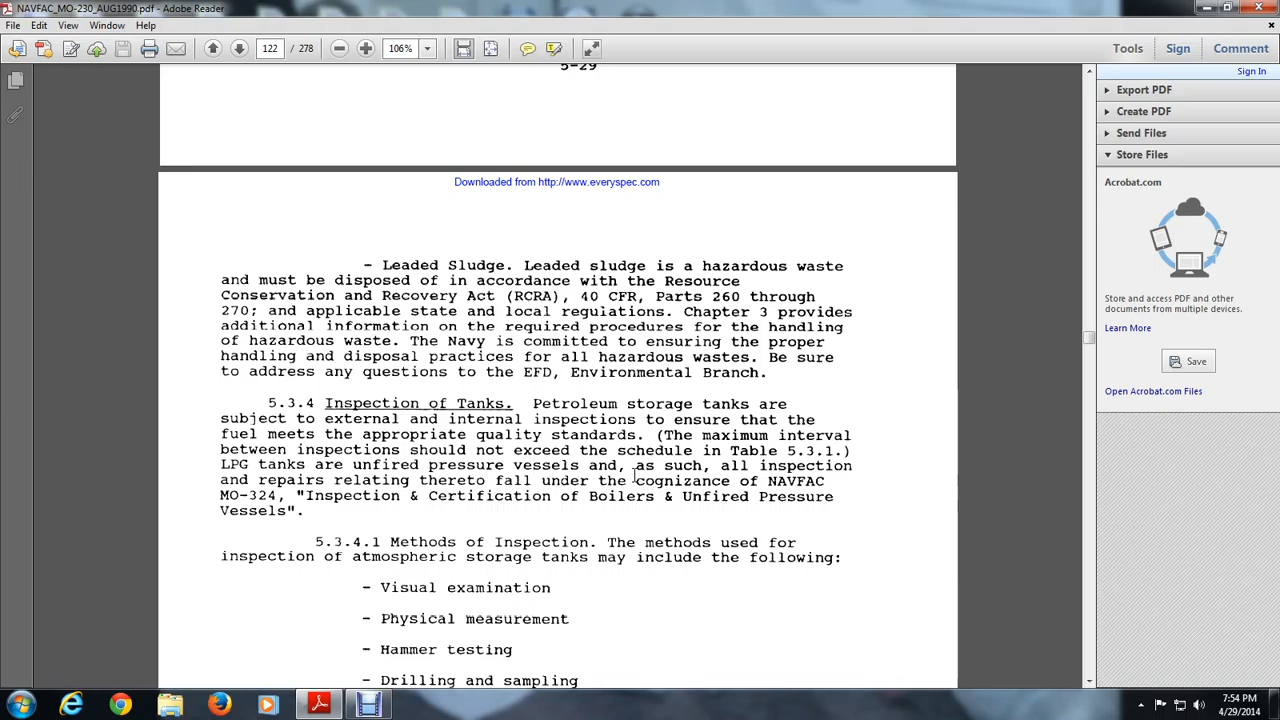 NAVFAC_MO-230_AUG1990.pdf - Adobe Reader
File Edit View Window Help
122 / 278 106% Tools Sign Comment
Sign In
Export PDF
Create PDF
Send Files
Store Files
Acrobat.com
Store and access PDF and other
documents from multiple devices.
Learn More
Save
Open Acrobat.com Files
5-29
Downloaded from http://www.everyspec.com
- Leaded Sludge. Leaded sludge is a hazardous waste
and must be disposed of in accordance with the Resource
Conservation and Recovery Act (RCRA), 40 CFR, Parts 260 through
270; and applicable state and local regulations. Chapter 3 provides
additional information on the required procedures for the handling
of hazardous waste. The Navy is committed to ensuring the proper
handling and disposal practices for all hazardous wastes. Be sure
to address any questions to the EFD, Environmental Branch.
5.3.4 Inspection of Tanks. Petroleum storage tanks are
subject to external and internal inspections to ensure that the
fuel meets the appropriate quality standards. (The maximum interval
between inspections should not exceed the schedule in Table 5.3.1.)
LPG tanks are unfired pressure vessels and, as such, all inspection
and repairs relating thereto fall under the cognizance of NAVFAC
MO-324, "Inspection & Certification of Boilers & Unfired Pressure
Vessels".
5.3.4.1 Methods of Inspection. The methods used for
inspection of atmospheric storage tanks may include the following:
- Visual examination
- Physical measurement
- Hammer testing
- Drilling and sampling
7:54 PM
4/29/2014